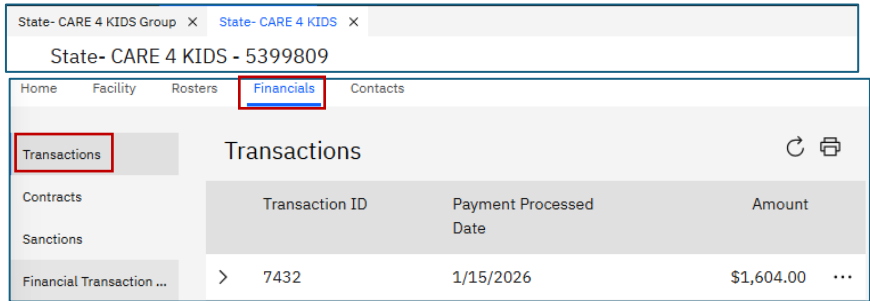 State- CARE 4 KIDS Group × State- CARE 4 KIDS ×
State- CARE 4 KIDS - 5399809
Home Facility Rosters Financials Contacts
Transactions
Contracts
Sanctions
Financial Transaction ...
Transactions
Transaction ID Payment Processed Date Amount
7432 1/15/2026 $1,604.00 ...